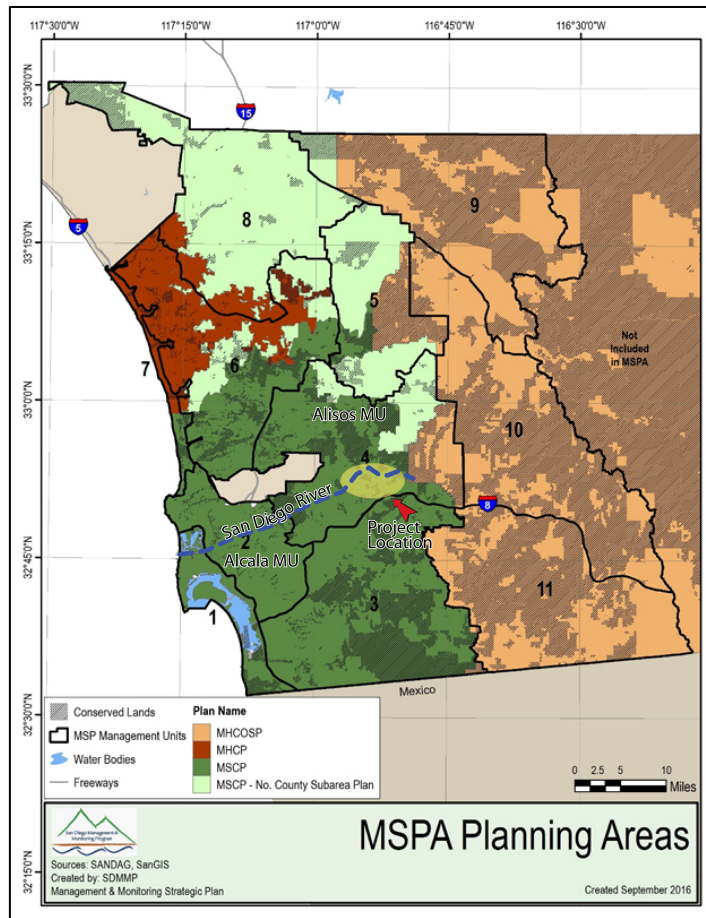 117°30'0"W 117°15'0"W 117°0'0"W 116°45'0"W 116°30'0"W
33°30'0"N
15
9
8
5
33°15'0"N
5
Not
Included
in MSPA
7
6
33°0'0"N
Alisos MU
10
4
8
San Diego River
Project
Location
2
32°45'0"N
Alcala MU
11
3
1
Mexico
32°30'0"N
Conserved Lands
MSP Management Units
Water Bodies
Freeways
Plan Name
MHCOSP
MHCP
MSCP
MSCP - No. County Subarea Plan
0 2.5 5 10
Miles
San Diego Management &
Monitoring Program
MSPA Planning Areas
32°15'0"N
Sources: SANDAG, SanGIS
Created by: SDMMP
Management & Monitoring Strategic Plan
Created September 2016